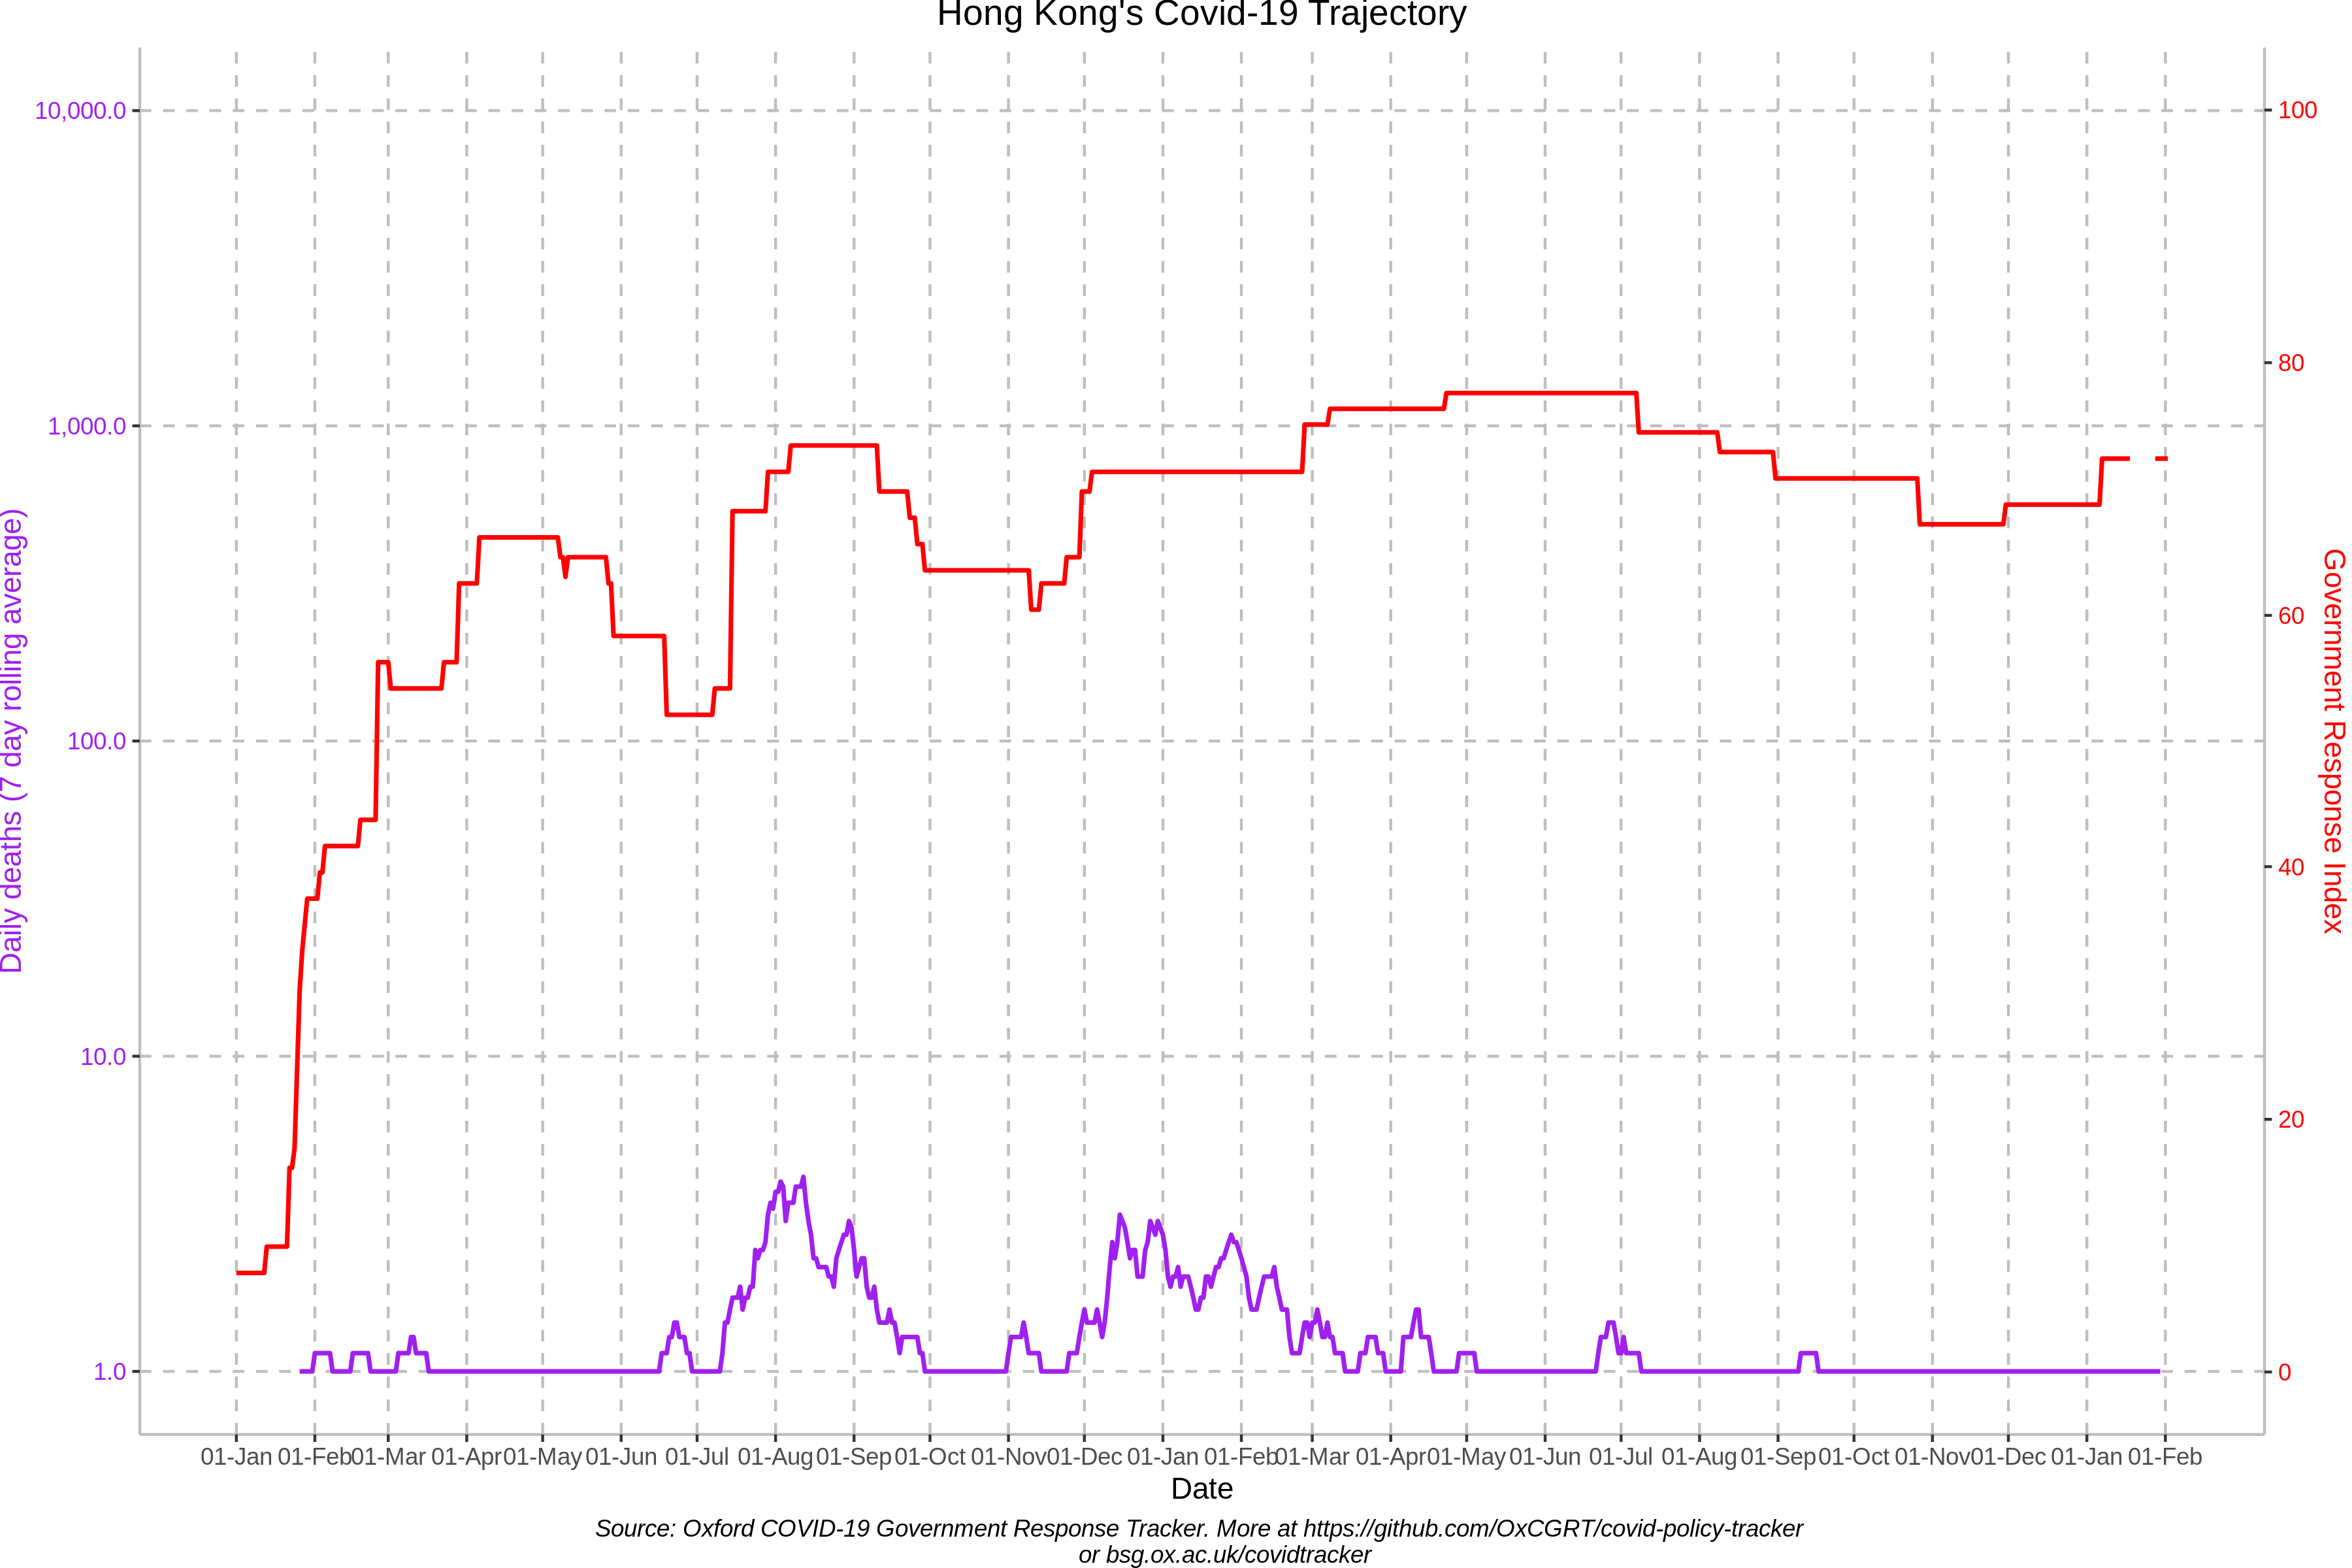 Hong Kong's Covid-19 Trajectory
10,000.0
1,000.0
100.0
10.0
1.0
Daily deaths (7 day rolling average)
100
80
60
40
20
0
Government Response Index
01-Jan 01-Feb 01-Mar 01-Apr 01-May 01-Jun 01-Jul 01-Aug 01-Sep 01-Oct 01-Nov 01-Dec 01-Jan 01-Feb 01-Mar 01-Apr 01-May 01-Jun 01-Jul 01-Aug 01-Sep 01-Oct 01-Nov 01-Dec 01-Jan 01-Feb
Date
Source: Oxford COVID-19 Government Response Tracker. More at https://github.com/OxCGRT/covid-policy-tracker
or bsg.ox.ac.uk/covidtracker